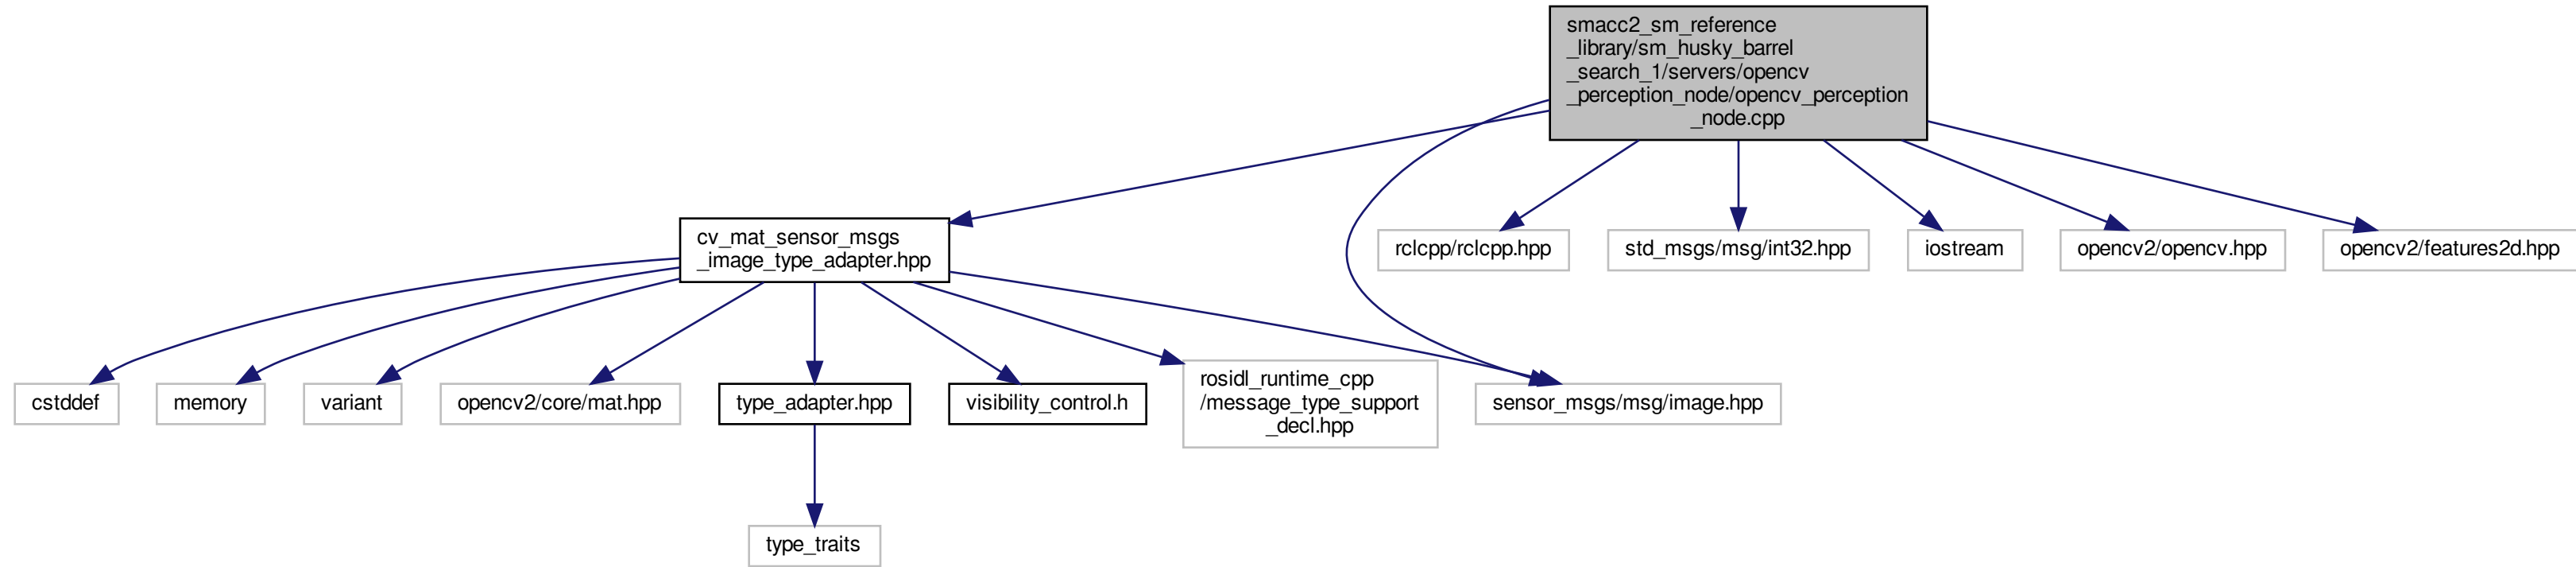 smacc2_sm_reference
_library/sm_husky_barrel
_search_1/servers/opencv
_perception_node/opencv_perception
_node.cpp
cv_mat_sensor_msgs
_image_type_adapter.hpp
rclcpp/rclcpp.hpp
std_msgs/msg/int32.hpp
iostream
opencv2/opencv.hpp
opencv2/features2d.hpp
cstddef
memory
variant
opencv2/core/mat.hpp
type_adapter.hpp
visibility_control.h
rosidl_runtime_cpp
/message_type_support
_decl.hpp
sensor_msgs/msg/image.hpp
type_traits